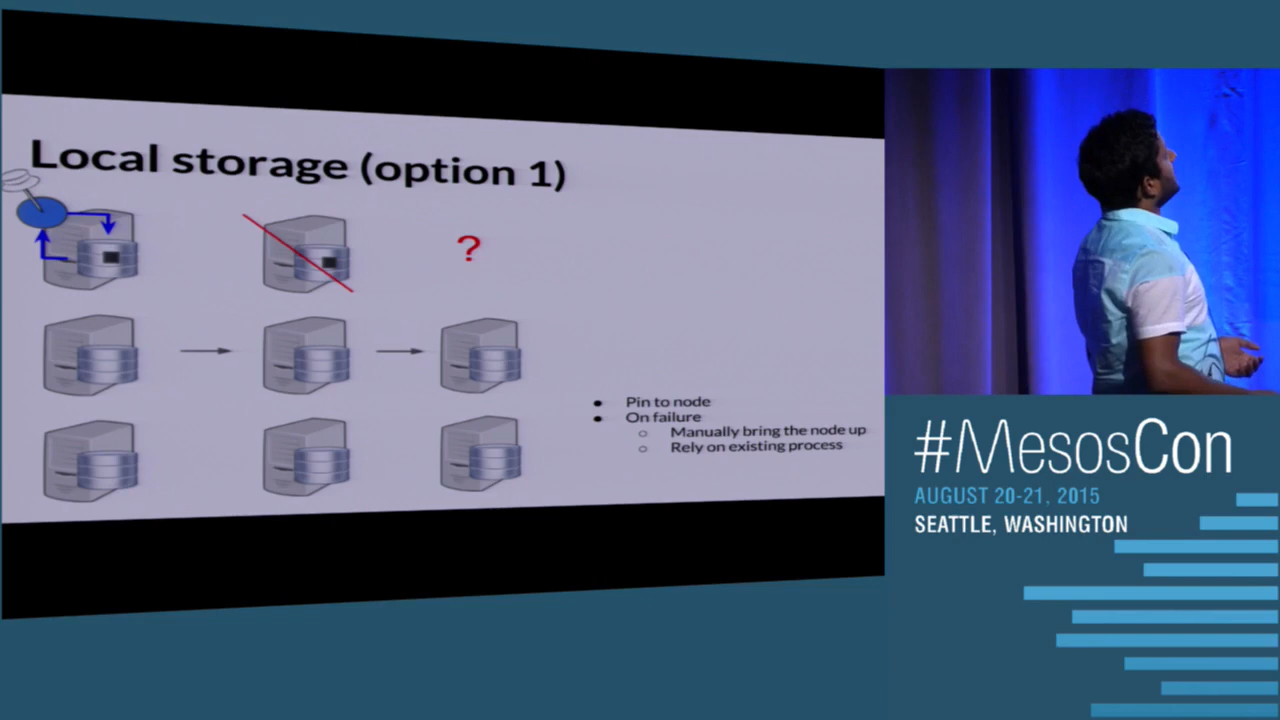 Local storage (option 1)
?
● Pin to node
● On failure
○ Manually bring the node up
○ Rely on existing process
#MesosCon
AUGUST 20-21, 2015
SEATTLE, WASHINGTON